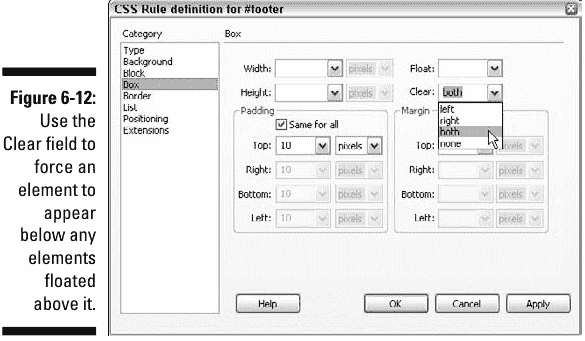 Figure 6-12:
Use the
Clear field to
force an
element to
appear
below any
elements
floated
above it.
CSS Rule definition for #footer
Category
Type
Background
Block
Box
Border
List
Positioning
Extensions
Box
Width: pixels
Float:
Height: pixels
Clear: both
left
right
both
none
Padding
Same for all
Top: 10 pixels
Right: 10 pixels
Bottom: 10 pixels
Left: 10 pixels
Margin
Top: pixels
Right: pixels
Bottom: pixels
Left: pixels
Help
OK
Cancel
Apply